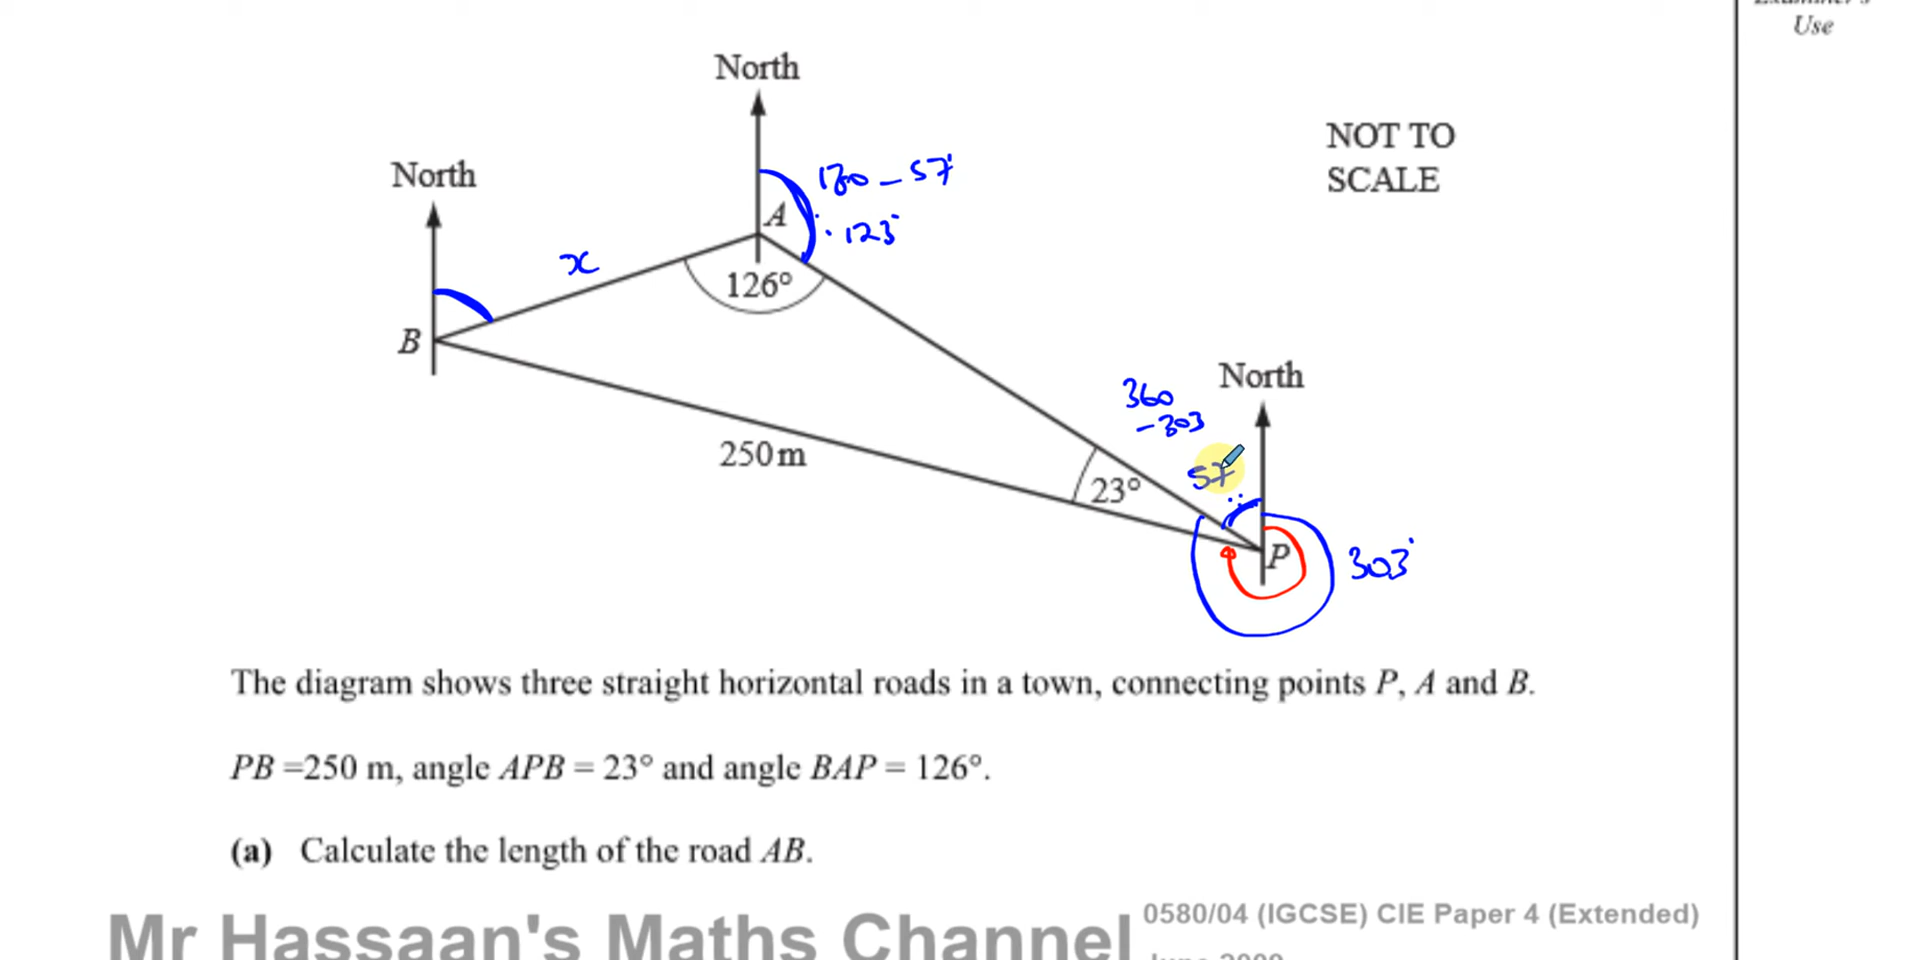 Use
North
NOT TO
SCALE
North
180 - 57°
A
123°
x
126°
B
North
360
- 303
57
250 m
23°
P
303°
The diagram shows three straight horizontal roads in a town, connecting points P, A and B.
PB =250 m, angle APB = 23° and angle BAP = 126°.
(a) Calculate the length of the road AB.
Mr Hassaan's Maths Channel
0580/04 (IGCSE) CIE Paper 4 (Extended)